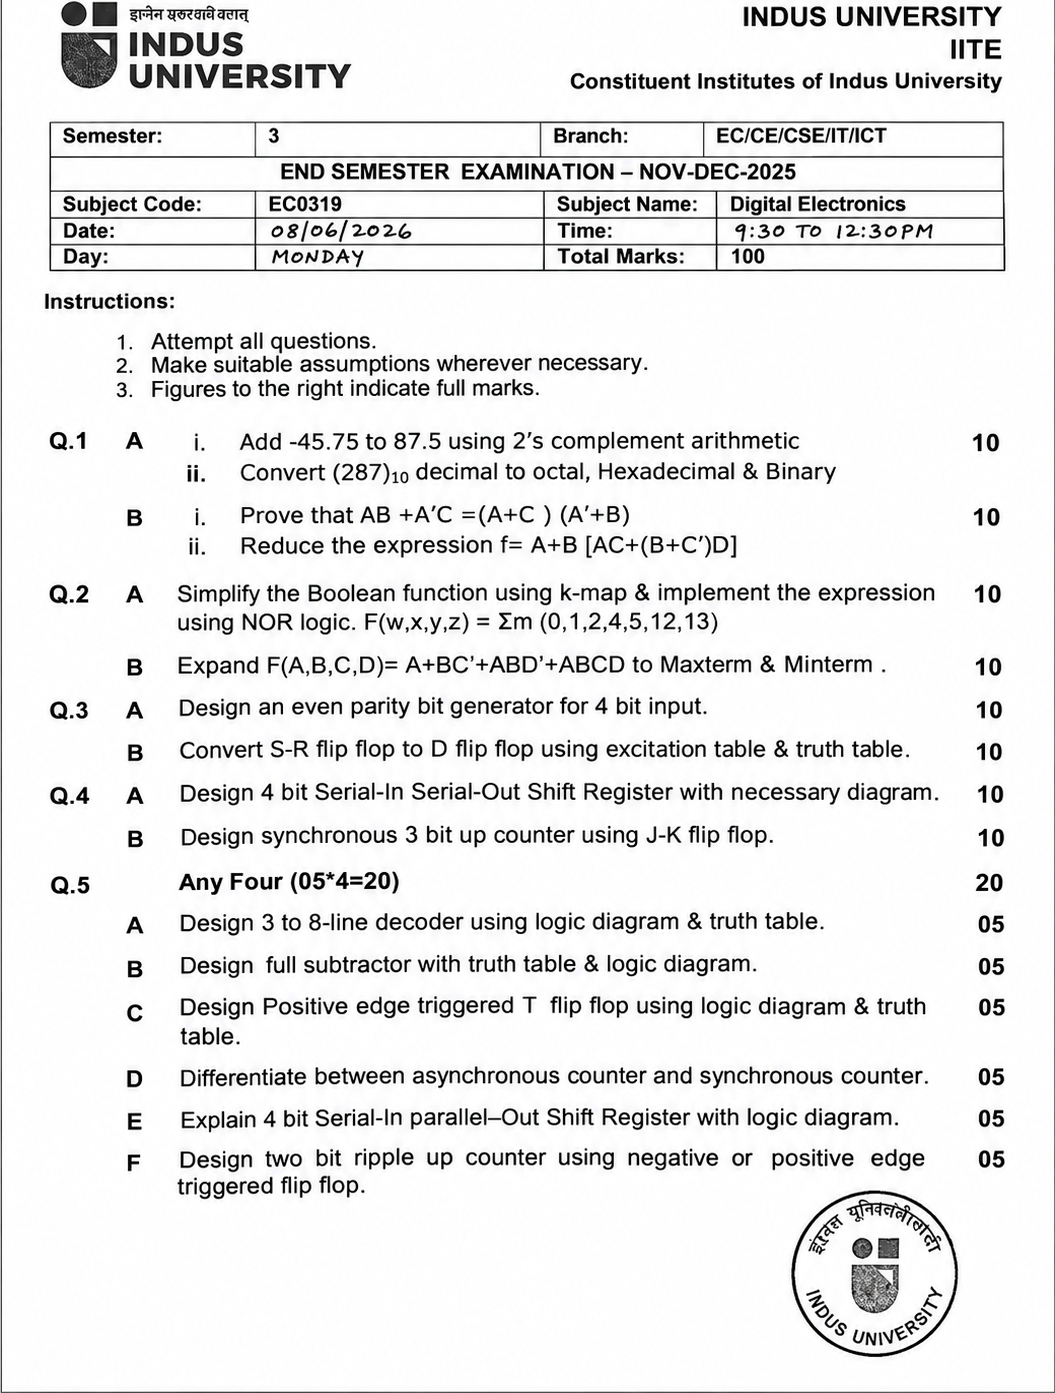 INDUS
UNIVERSITY
INDUS UNIVERSITY
IITE
Constituent Institutes of Indus University
Semester: 3 Branch: EC/CE/CSE/IT/ICT
END SEMESTER EXAMINATION – NOV-DEC-2025
Subject Code: EC0319 Subject Name: Digital Electronics
Date: 08/06/2026 Time: 9:30 TO 12:30PM
Day: MONDAY Total Marks: 100
Instructions:
1. Attempt all questions.
2. Make suitable assumptions wherever necessary.
3. Figures to the right indicate full marks.
Q.1 A i. Add -45.75 to 87.5 using 2's complement arithmetic 10
ii. Convert (287)₁₀ decimal to octal, Hexadecimal & Binary
B i. Prove that AB +A′C =(A+C ) (A′+B) 10
ii. Reduce the expression f= A+B [AC+(B+C′)D]
Q.2 A Simplify the Boolean function using k-map & implement the expression 10
using NOR logic. F(w,x,y,z) = Σm (0,1,2,4,5,12,13)
B Expand F(A,B,C,D)= A+BC'+ABD'+ABCD to Maxterm & Minterm . 10
Q.3 A Design an even parity bit generator for 4 bit input. 10
B Convert S-R flip flop to D flip flop using excitation table & truth table. 10
Q.4 A Design 4 bit Serial-In Serial-Out Shift Register with necessary diagram. 10
B Design synchronous 3 bit up counter using J-K flip flop. 10
Q.5 Any Four (05*4=20) 20
A Design 3 to 8-line decoder using logic diagram & truth table. 05
B Design full subtractor with truth table & logic diagram. 05
C Design Positive edge triggered T flip flop using logic diagram & truth 05
table.
D Differentiate between asynchronous counter and synchronous counter. 05
E Explain 4 bit Serial-In parallel–Out Shift Register with logic diagram. 05
F Design two bit ripple up counter using negative or positive edge 05
triggered flip flop.
INDUS UNIVERSITY